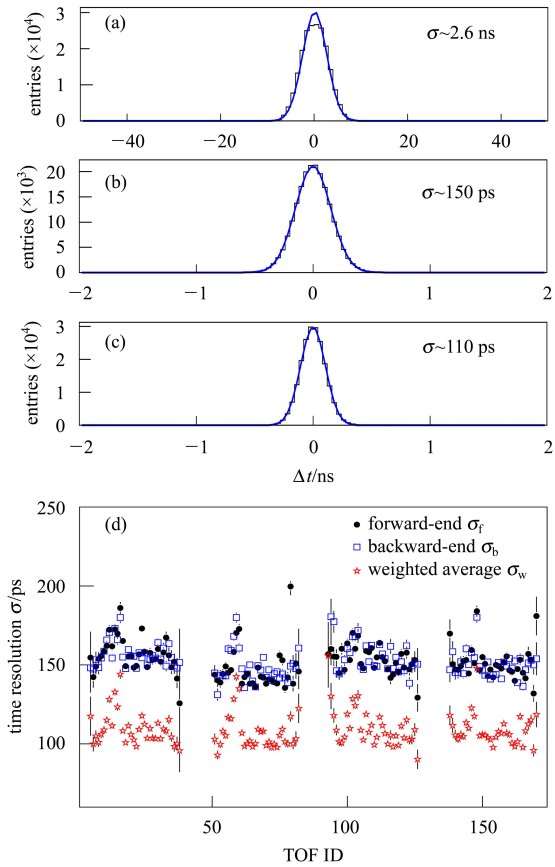 (a)
σ~2.6 ns
entries (×10⁴)
3
2
1
0
−40 −20 0 20 40
(b)
σ~150 ps
entries (×10³)
20
15
10
5
0
−2 −1 0 1 2
(c)
σ~110 ps
entries (×10⁴)
3
2
1
0
−2 −1 0 1 2
Δt/ns
250
(d)
forward-end σf
backward-end σb
weighted average σw
time resolution σ/ps
200
150
100
50 100 150
TOF ID